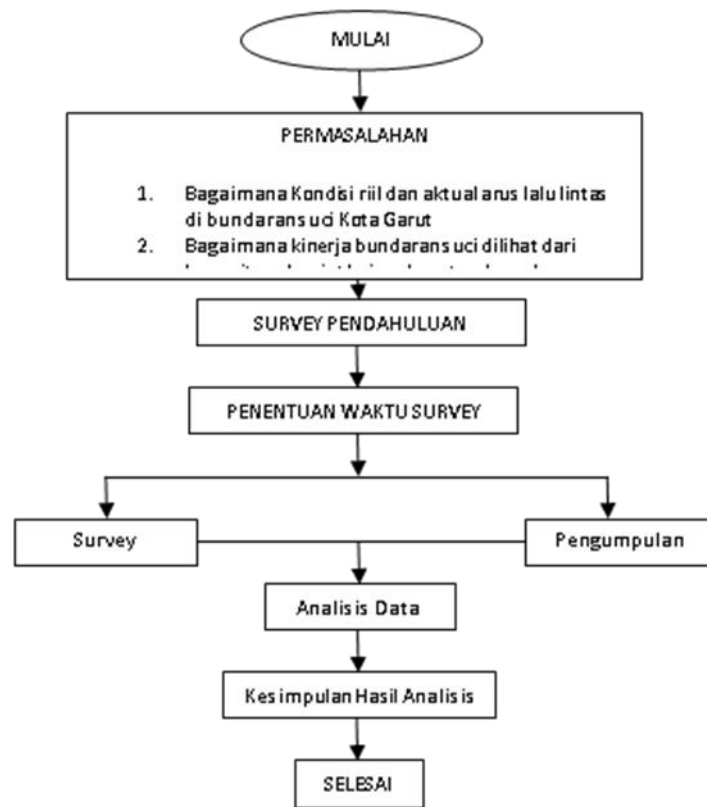 MULAI
PERMASALAHAN
1. Bagaimana Kondisi riil dan aktual arus lalu lintas
di bundaran suci Kota Garut
2. Bagaimana kinerja bundaran suci dilihat dari
SURVEY PENDAHULUAN
PENENTUAN WAKTU SURVEY
Survey
Pengumpulan
Analisis Data
Kesimpulan Hasil Analisis
SELESAI